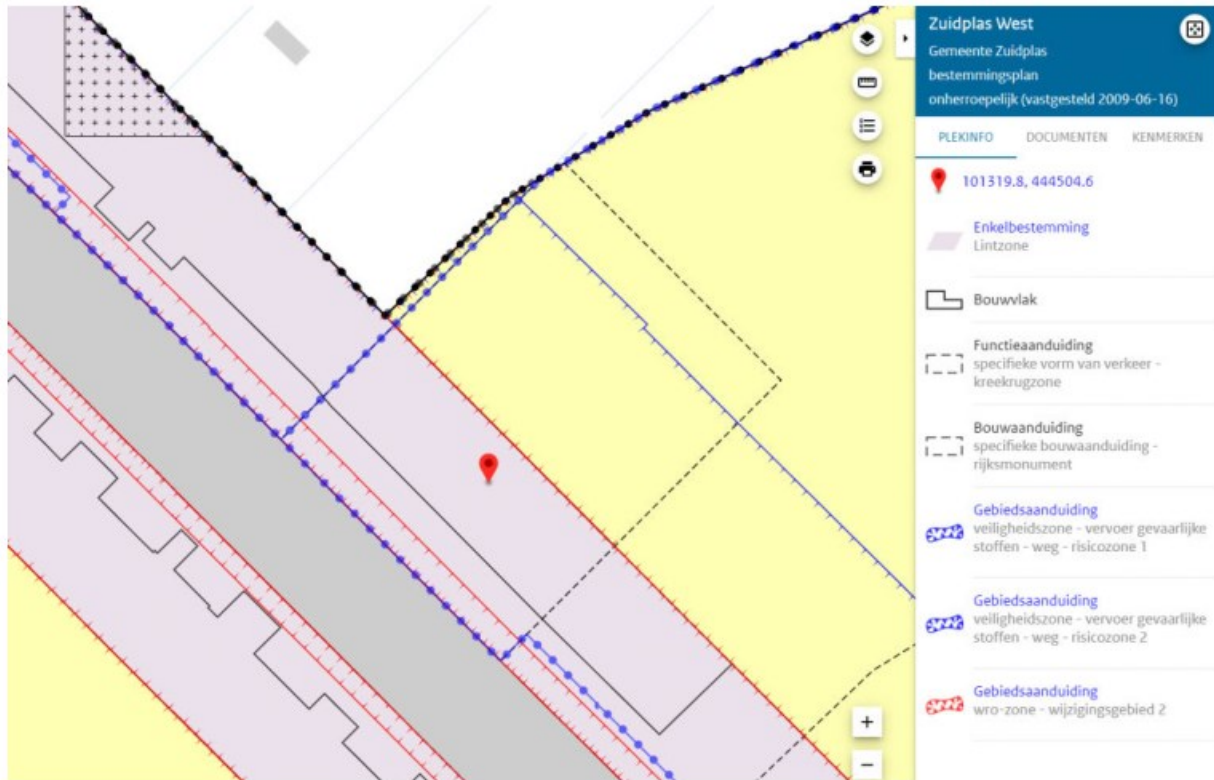 Zuidplas West
Gemeente Zuidplas
bestemmingsplan
onherroepelijk (vastgesteld 2009-06-16)
PLEKINFO DOCUMENTEN KENMERKEN
101319.8, 444504.6
Enkelbestemming
Lintzone
Bouwvlak
Functieaanduiding
specifieke vorm van verkeer -
kreekrugzone
Bouwaanduiding
specifieke bouwaanduiding -
rijksmonument
Gebiedsaanduiding
veiligheidszone - vervoer gevaarlijke
stoffen - weg - risicozone 1
Gebiedsaanduiding
veiligheidszone - vervoer gevaarlijke
stoffen - weg - risicozone 2
Gebiedsaanduiding
wro-zone - wijzigingsgebied 2